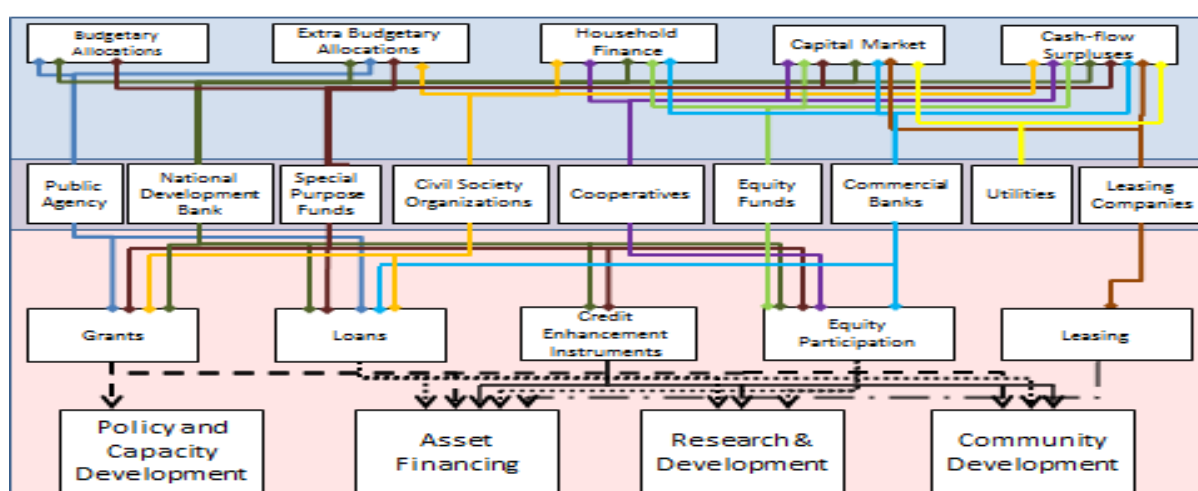 Budgetary
Allocations
Extra Budgetary
Allocations
Household
Finance
Capital Market
Cash-flow
Surpluses
Public
Agency
National
Development
Bank
Special
Purpose
Funds
Civil Society
Organizations
Cooperatives
Equity
Funds
Commercial
Banks
Utilities
Leasing
Companies
Grants
Loans
Credit
Enhancement
Instruments
Equity
Participation
Leasing
Policy and
Capacity
Development
Asset
Financing
Research &
Development
Community
Development